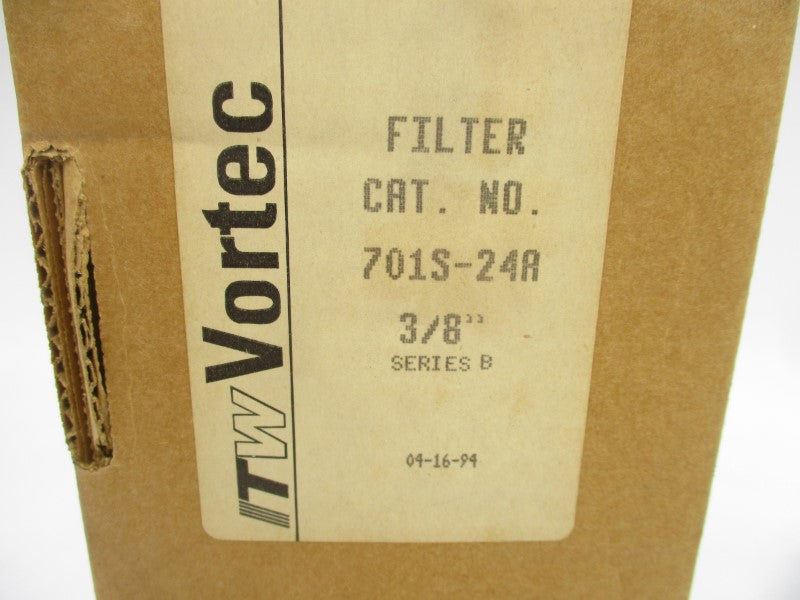 ITW Vortec
FILTER
CAT. NO.
701S-24A
3/8"
SERIES B
04-16-94